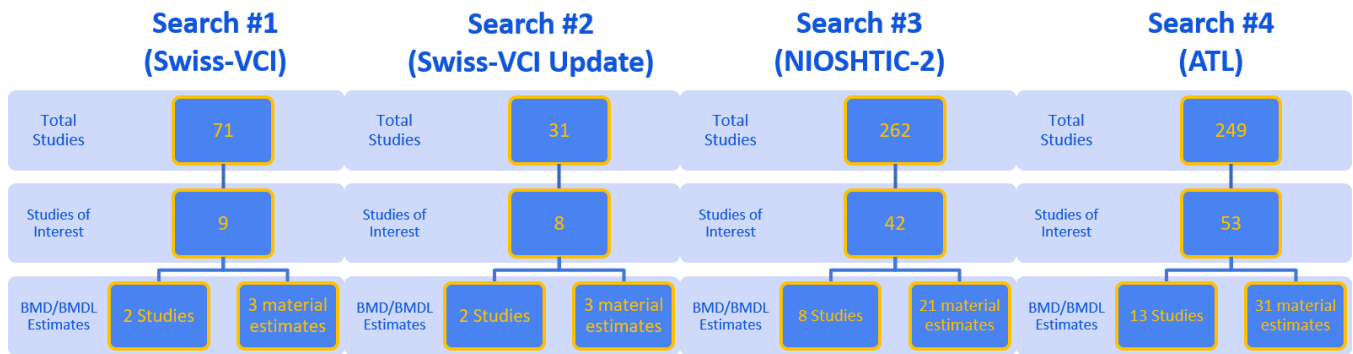 Search #1
(Swiss-VCI)
Search #2
(Swiss-VCI Update)
Search #3
(NIOSHTIC-2)
Search #4
(ATL)
Total
Studies
71
Total
Studies
31
Total
Studies
262
Total
Studies
249
Studies of
Interest
9
Studies of
Interest
8
Studies of
Interest
42
Studies of
Interest
53
BMD/BMDL
Estimates
2 Studies
3 material
estimates
BMD/BMDL
Estimates
2 Studies
3 material
estimates
BMD/BMDL
Estimates
8 Studies
21 material
estimates
BMD/BMDL
Estimates
13 Studies
31 material
estimates